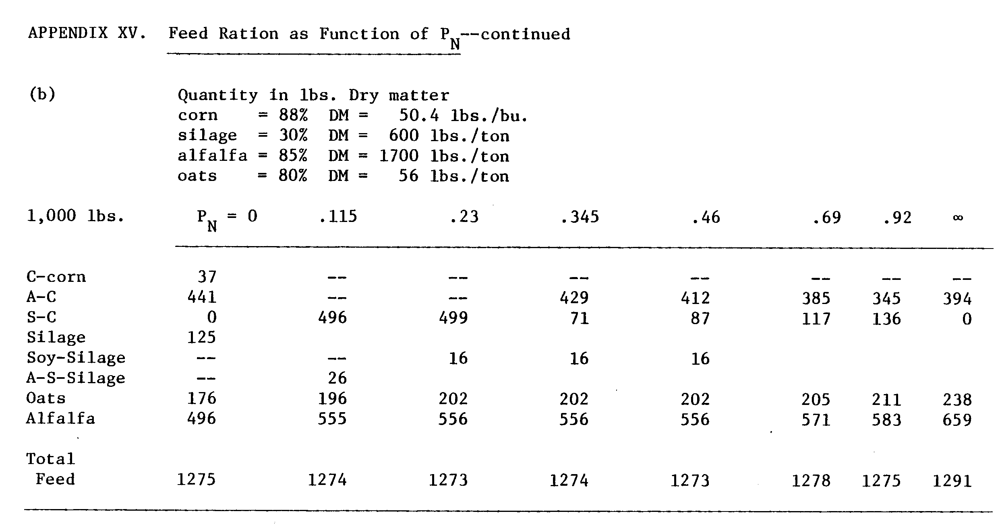 APPENDIX XV. Feed Ration as Function of PN--continued
(b) Quantity in lbs. Dry matter
corn = 88% DM = 50.4 lbs./bu.
silage = 30% DM = 600 lbs./ton
alfalfa = 85% DM = 1700 lbs./ton
oats = 80% DM = 56 lbs./ton
1,000 lbs. PN = 0 .115 .23 .345 .46 .69 .92 ∞
C-corn 37 -- -- -- -- -- -- --
A-C 441 -- -- 429 412 385 345 394
S-C 0 496 499 71 87 117 136 0
Silage 125
Soy-Silage -- -- 16 16 16
A-S-Silage -- 26
Oats 176 196 202 202 202 205 211 238
Alfalfa 496 555 556 556 556 571 583 659
Total
Feed 1275 1274 1273 1274 1273 1278 1275 1291